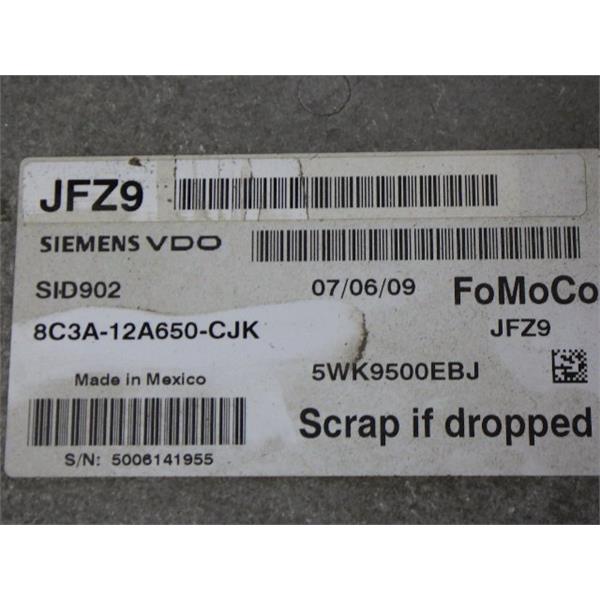 JFZ9
SIEMENS VDO
SID902 07/06/09 FoMoCo
8C3A-12A650-CJK JFZ9
Made in Mexico 5WK9500EBJ
Scrap if dropped
S/N: 5006141955